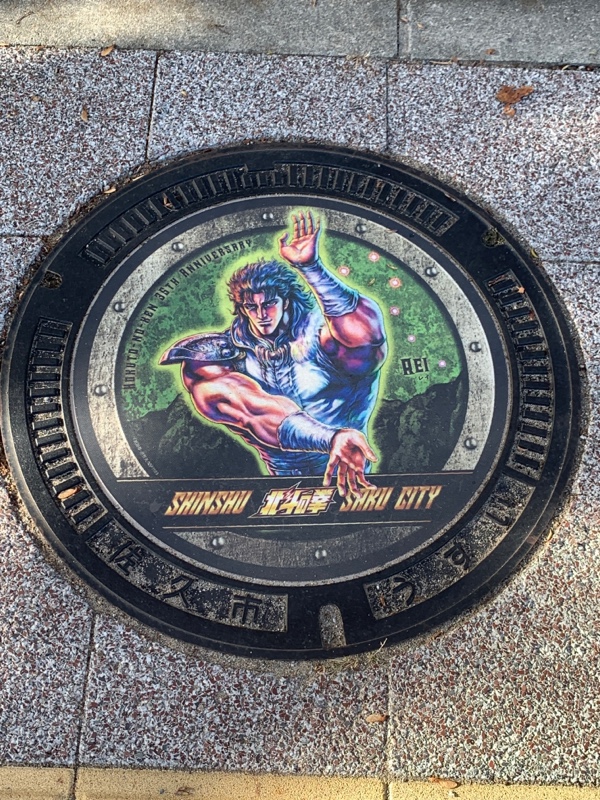 HOKUTO-NO-KEN 35TH ANNIVERSARY
REI
SHINSHU 北斗の拳 SAKU CITY
佐久市 うすい